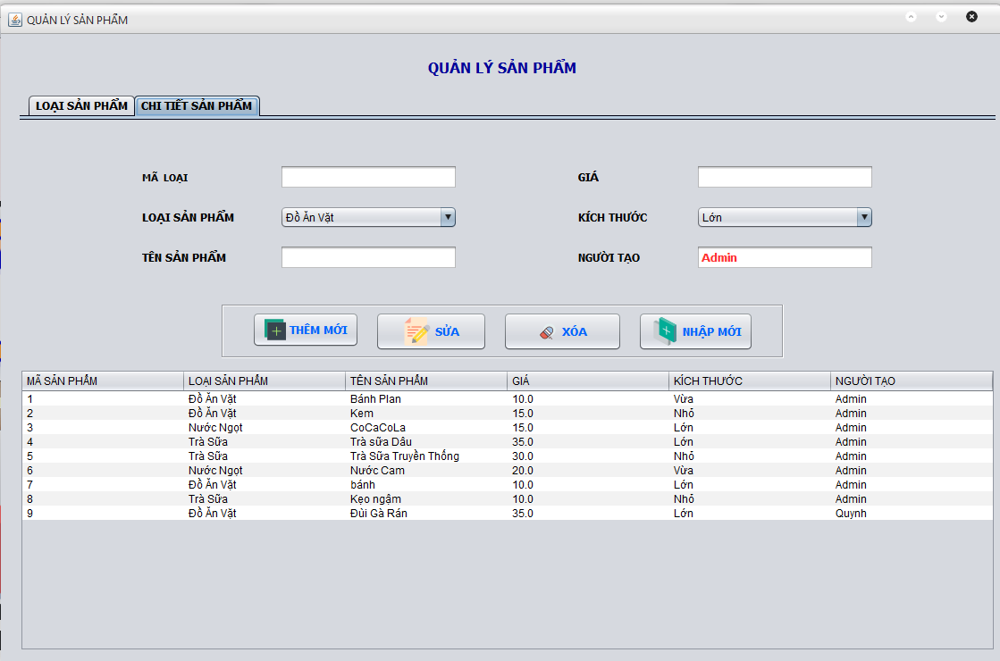 QUẢN LÝ SẢN PHẨM
QUẢN LÝ SẢN PHẨM
LOẠI SẢN PHẨM CHI TIẾT SẢN PHẨM
MÃ LOẠI GIÁ
LOẠI SẢN PHẨM Đồ Ăn Vặt KÍCH THƯỚC Lớn
TÊN SẢN PHẨM NGƯỜI TẠO Admin
THÊM MỚI SỬA XÓA NHẬP MỚI
MÃ SẢN PHẨM LOẠI SẢN PHẨM TÊN SẢN PHẨM GIÁ KÍCH THƯỚC NGƯỜI TẠO
1 Đồ Ăn Vặt Bánh Plan 10.0 Vừa Admin
2 Đồ Ăn Vặt Kem 15.0 Nhỏ Admin
3 Nước Ngọt CoCaCoLa 15.0 Lớn Admin
4 Trà Sữa Trà sữa Dâu 35.0 Lớn Admin
5 Trà Sữa Trà Sữa Truyền Thống 30.0 Nhỏ Admin
6 Nước Ngọt Nước Cam 20.0 Vừa Admin
7 Đồ Ăn Vặt bánh 10.0 Lớn Admin
8 Trà Sữa Kẹo ngậm 10.0 Nhỏ Admin
9 Đồ Ăn Vặt Đùi Gà Rán 35.0 Lớn Quynh